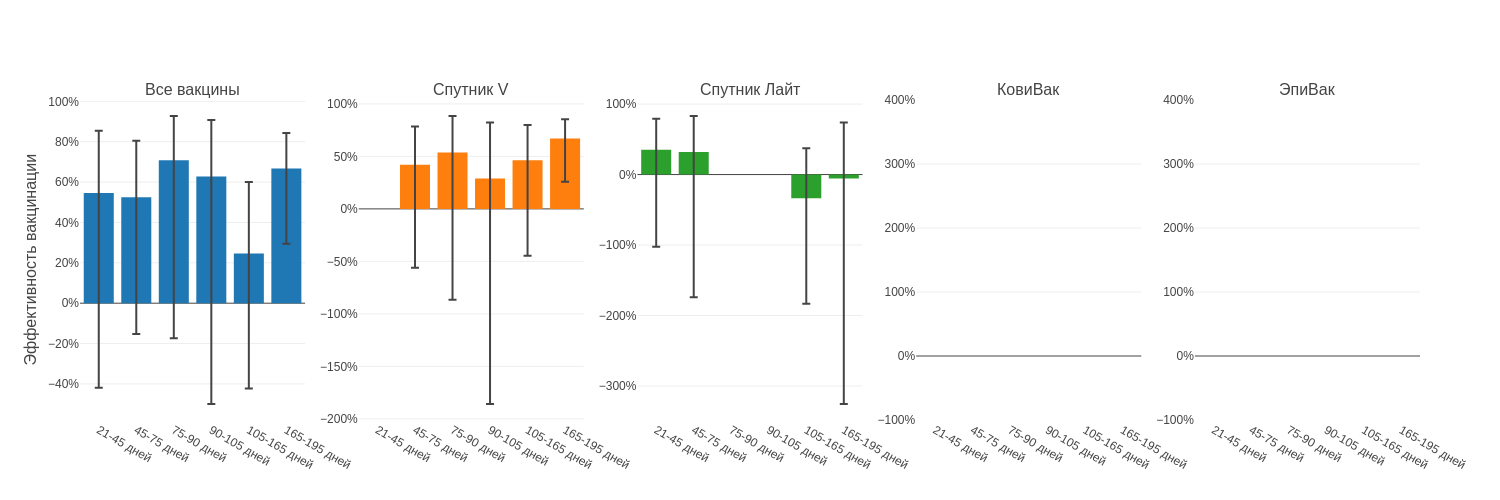 Эффективность вакцинации
Все вакцины
100%
80%
60%
40%
20%
0%
−20%
−40%
21-45 дней
45-75 дней
75-90 дней
90-105 дней
105-165 дней
165-195 дней
Спутник V
100%
50%
0%
−50%
−100%
−150%
−200%
21-45 дней
45-75 дней
75-90 дней
90-105 дней
105-165 дней
165-195 дней
Спутник Лайт
100%
0%
−100%
−200%
−300%
21-45 дней
45-75 дней
75-90 дней
90-105 дней
105-165 дней
165-195 дней
КовиВак
400%
300%
200%
100%
0%
−100%
21-45 дней
45-75 дней
75-90 дней
90-105 дней
105-165 дней
165-195 дней
ЭпиВак
400%
300%
200%
100%
0%
−100%
21-45 дней
45-75 дней
75-90 дней
90-105 дней
105-165 дней
165-195 дней